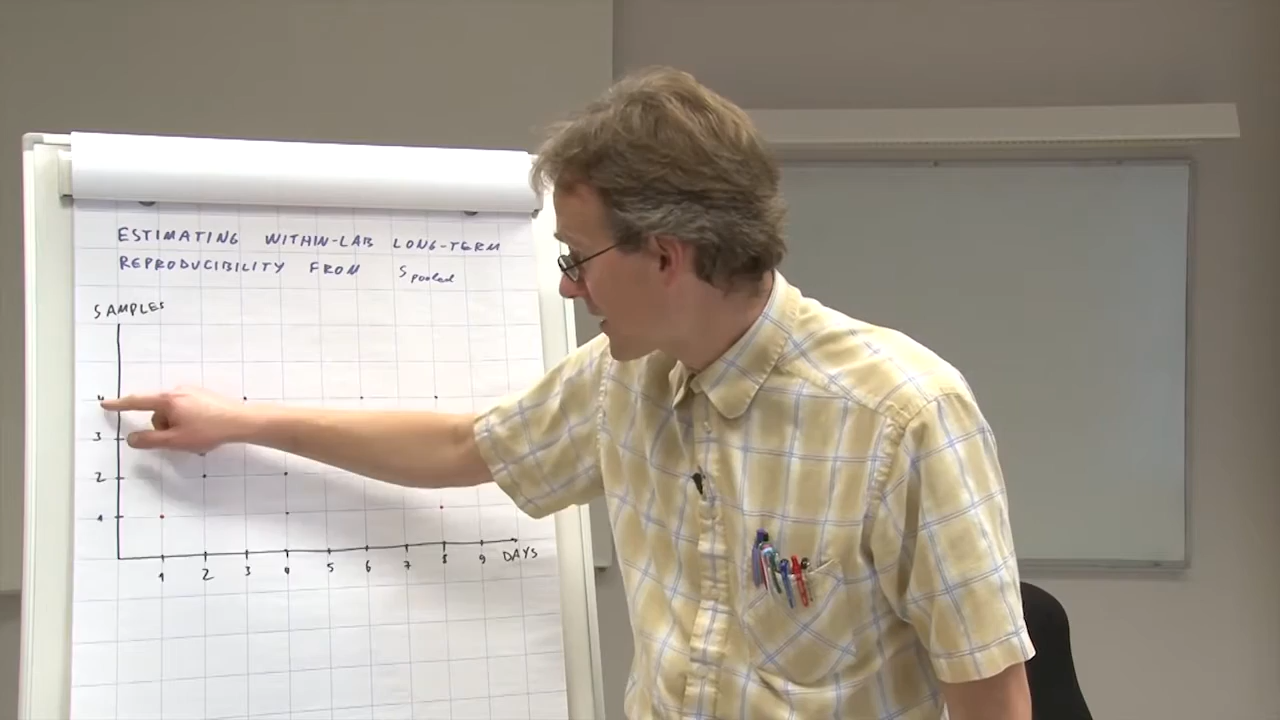 ESTIMATING WITHIN-LAB LONG-TERM
REPRODUCIBILITY FROM Spooled
SAMPLES
4
3
2
1
1 2 3 4 5 6 7 8 9 DAYS